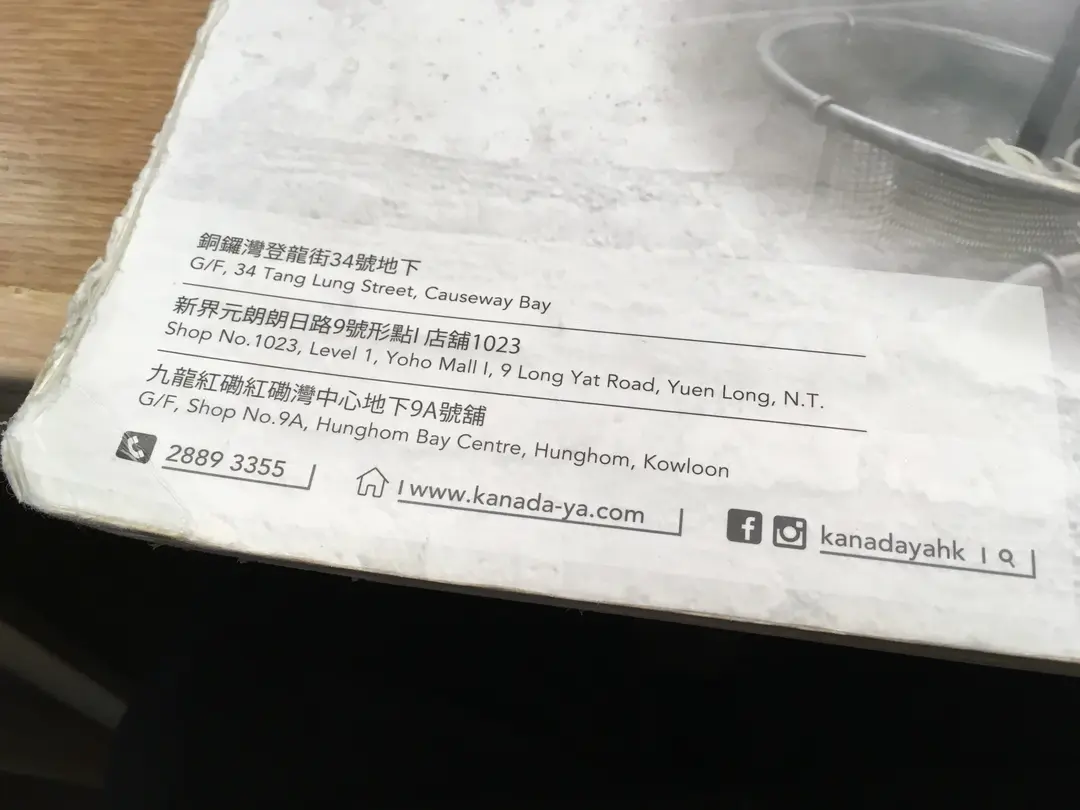 銅鑼灣登龍街34號地下
G/F, 34 Tang Lung Street, Causeway Bay
新界元朗朗日路9號形點I 店舖1023
Shop No.1023, Level 1, Yoho Mall I, 9 Long Yat Road, Yuen Long, N.T.
九龍紅磡紅磡灣中心地下9A號舖
G/F, Shop No.9A, Hunghom Bay Centre, Hunghom, Kowloon
2889 3355
www.kanada-ya.com
kanadayahk